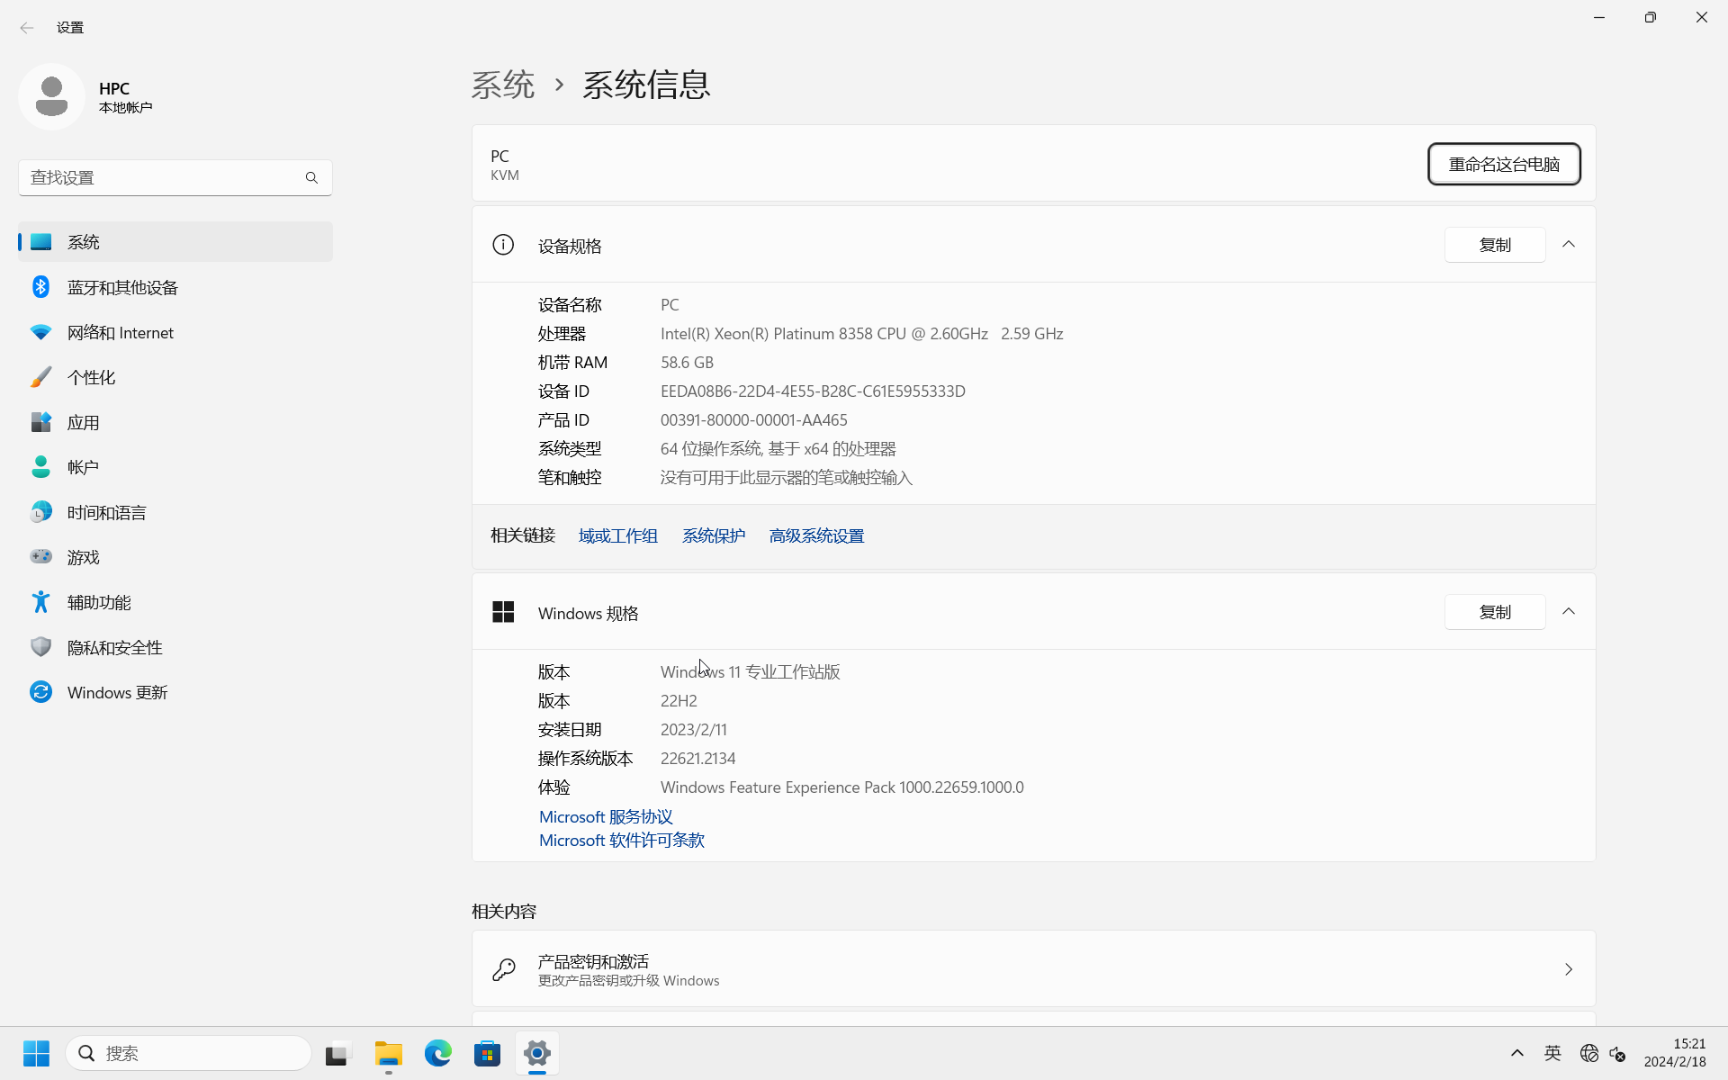 设置
HPC
本地帐户
查找设置
系统
蓝牙和其他设备
网络和 Internet
个性化
应用
帐户
时间和语言
游戏
辅助功能
隐私和安全性
Windows 更新
系统 › 系统信息
PC
KVM
重命名这台电脑
设备规格
复制
设备名称 PC
处理器 Intel(R) Xeon(R) Platinum 8358 CPU @ 2.60GHz 2.59 GHz
机带 RAM 58.6 GB
设备 ID EEDA08B6-22D4-4E55-B28C-C61E5955333D
产品 ID 00391-80000-00001-AA465
系统类型 64 位操作系统, 基于 x64 的处理器
笔和触控 没有可用于此显示器的笔或触控输入
相关链接 域或工作组 系统保护 高级系统设置
Windows 规格
复制
版本 Windows 11 专业工作站版
版本 22H2
安装日期 2023/2/11
操作系统版本 22621.2134
体验 Windows Feature Experience Pack 1000.22659.1000.0
Microsoft 服务协议
Microsoft 软件许可条款
相关内容
产品密钥和激活
更改产品密钥或升级 Windows
搜索
英
15:21
2024/2/18